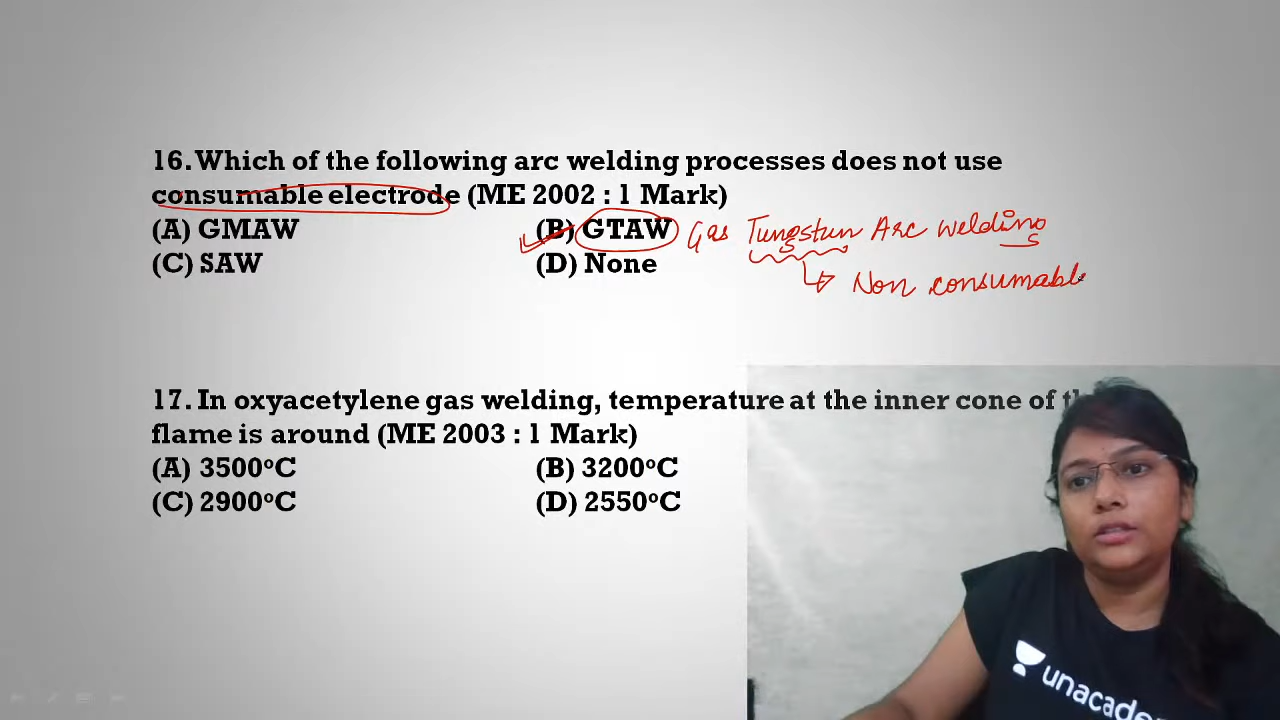 16. Which of the following arc welding processes does not use
consumable electrode (ME 2002 : 1 Mark)
(A) GMAW (B) GTAW Gas Tungstun Arc welding
(C) SAW (D) None
Non consumable
17. In oxyacetylene gas welding, temperature at the inner cone of
flame is around (ME 2003 : 1 Mark)
(A) 3500°C (B) 3200°C
(C) 2900°C (D) 2550°C
unacade